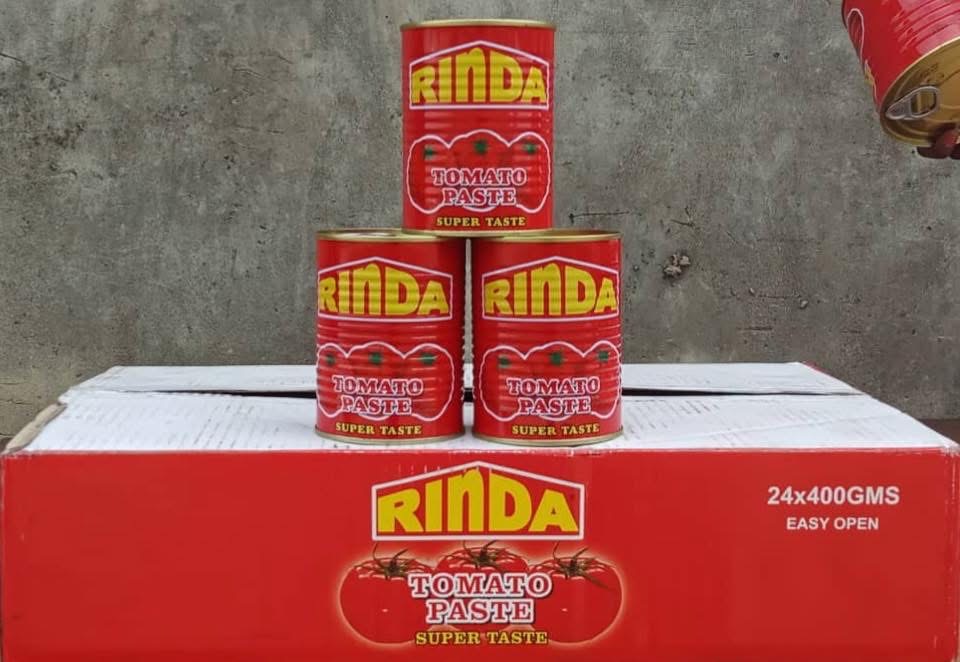 RINDA
TOMATO
PASTE
SUPER TASTE
RINDA
TOMATO
PASTE
SUPER TASTE
RINDA
TOMATO
PASTE
SUPER TASTE
RINDA
TOMATO
PASTE
SUPER TASTE
24x400GMS
EASY OPEN